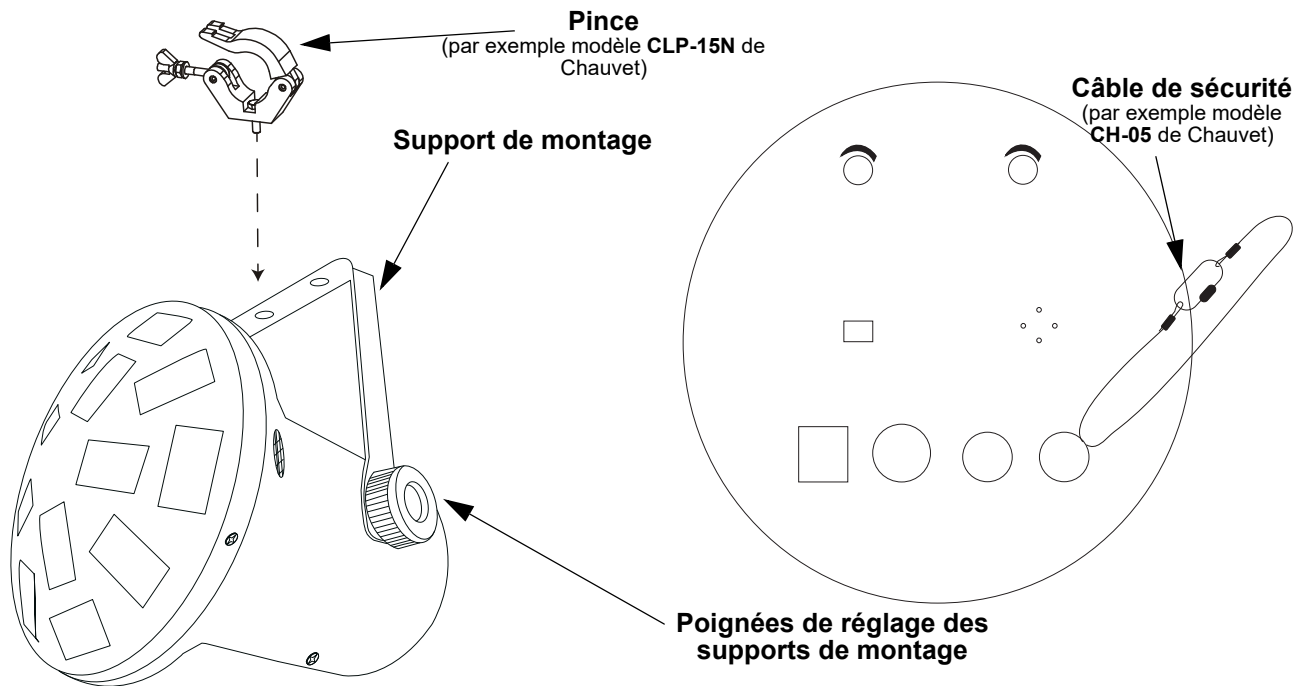 Pince
(par exemple modèle CLP-15N de
Chauvet)
Support de montage
Câble de sécurité
(par exemple modèle
CH-05 de Chauvet)
Poignées de réglage des
supports de montage